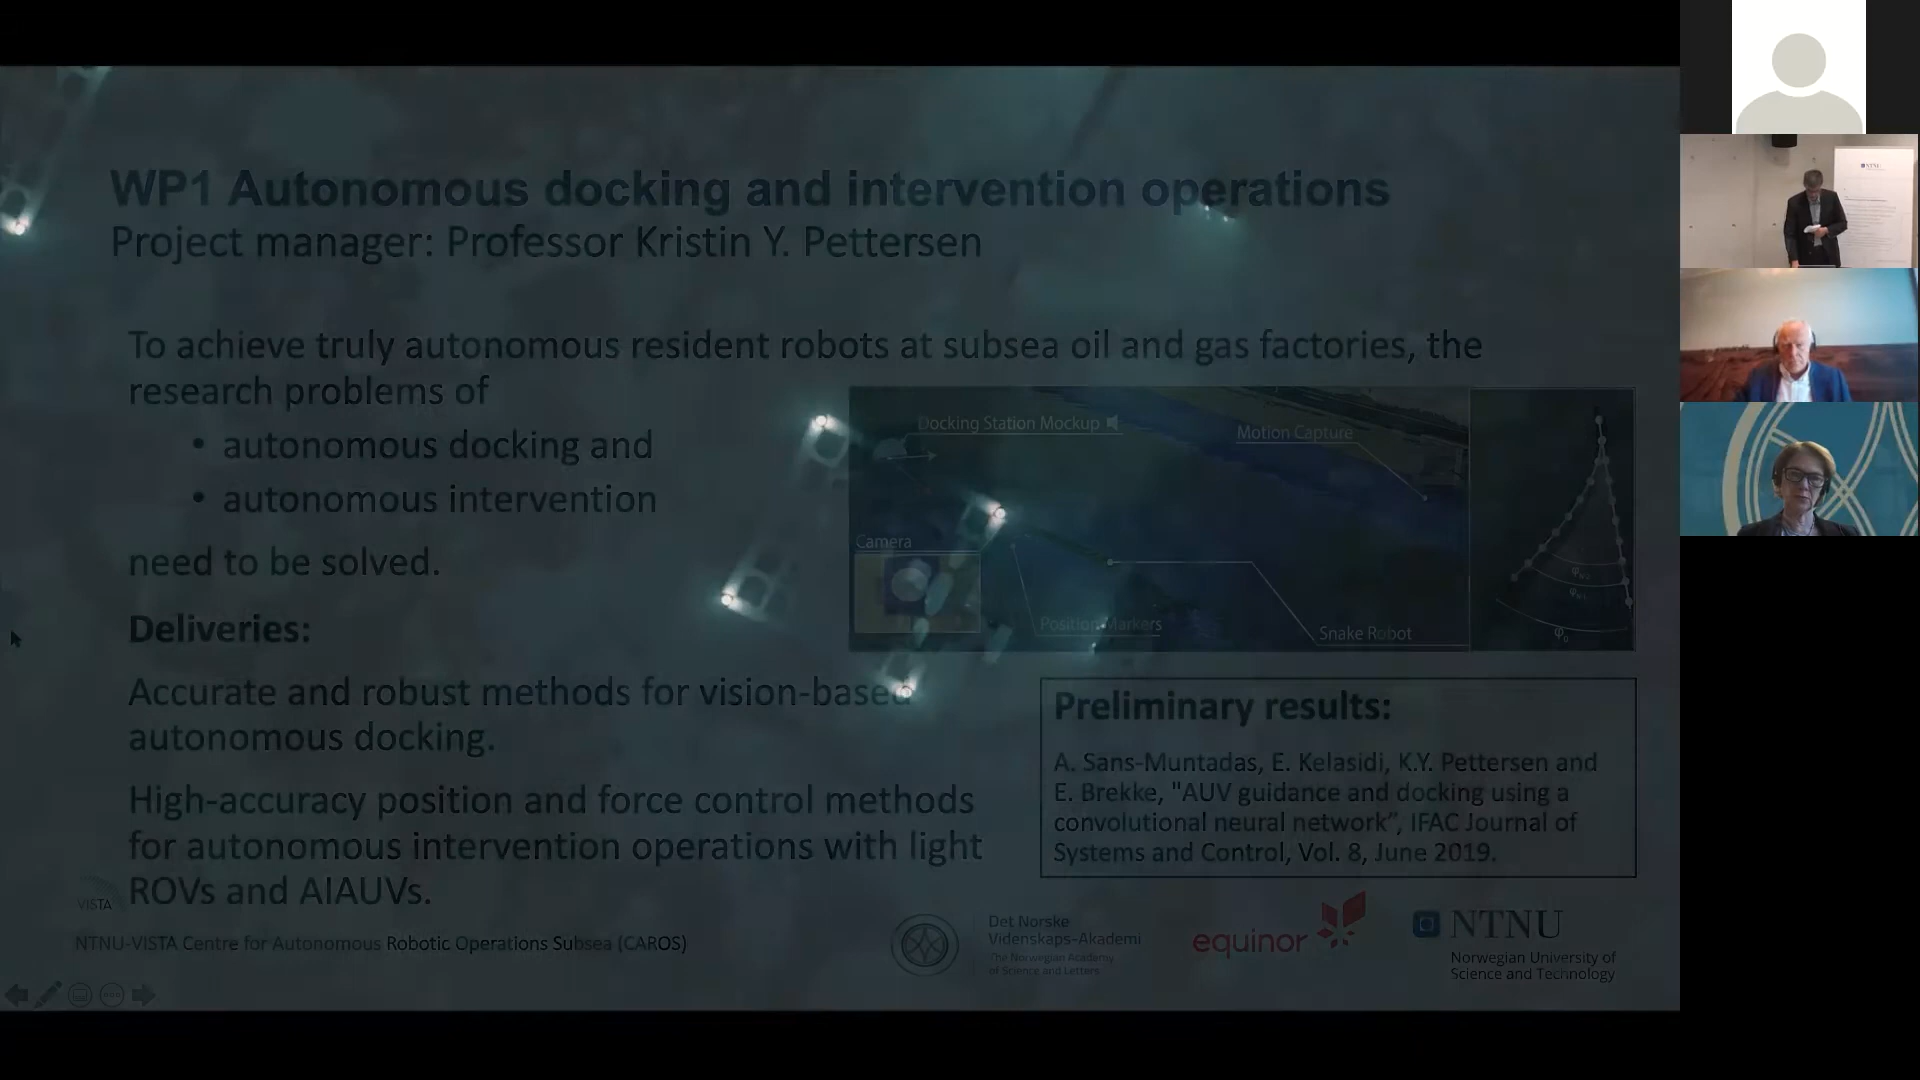 WP1 Autonomous docking and intervention operations
Project manager: Professor Kristin Y. Pettersen
To achieve truly autonomous resident robots at subsea oil and gas factories, the
research problems of
• autonomous docking and
• autonomous intervention
need to be solved.
Deliveries:
Accurate and robust methods for vision-based
autonomous docking.
High-accuracy position and force control methods
for autonomous intervention operations with light
ROVs and AIAUVs.
Docking Station Mockup
Motion Capture
Camera
Position Markers
Snake Robot
Preliminary results:
A. Sans-Muntadas, E. Kelasidi, K.Y. Pettersen and
E. Brekke, "AUV guidance and docking using a
convolutional neural network”, IFAC Journal of
Systems and Control, Vol. 8, June 2019.
VISTA
NTNU-VISTA Centre for Autonomous Robotic Operations Subsea (CAROS)
Det Norske
Videnskaps-Akademi
The Norwegian Academy
of Science and Letters
equinor
NTNU
Norwegian University of
Science and Technology
NTNU